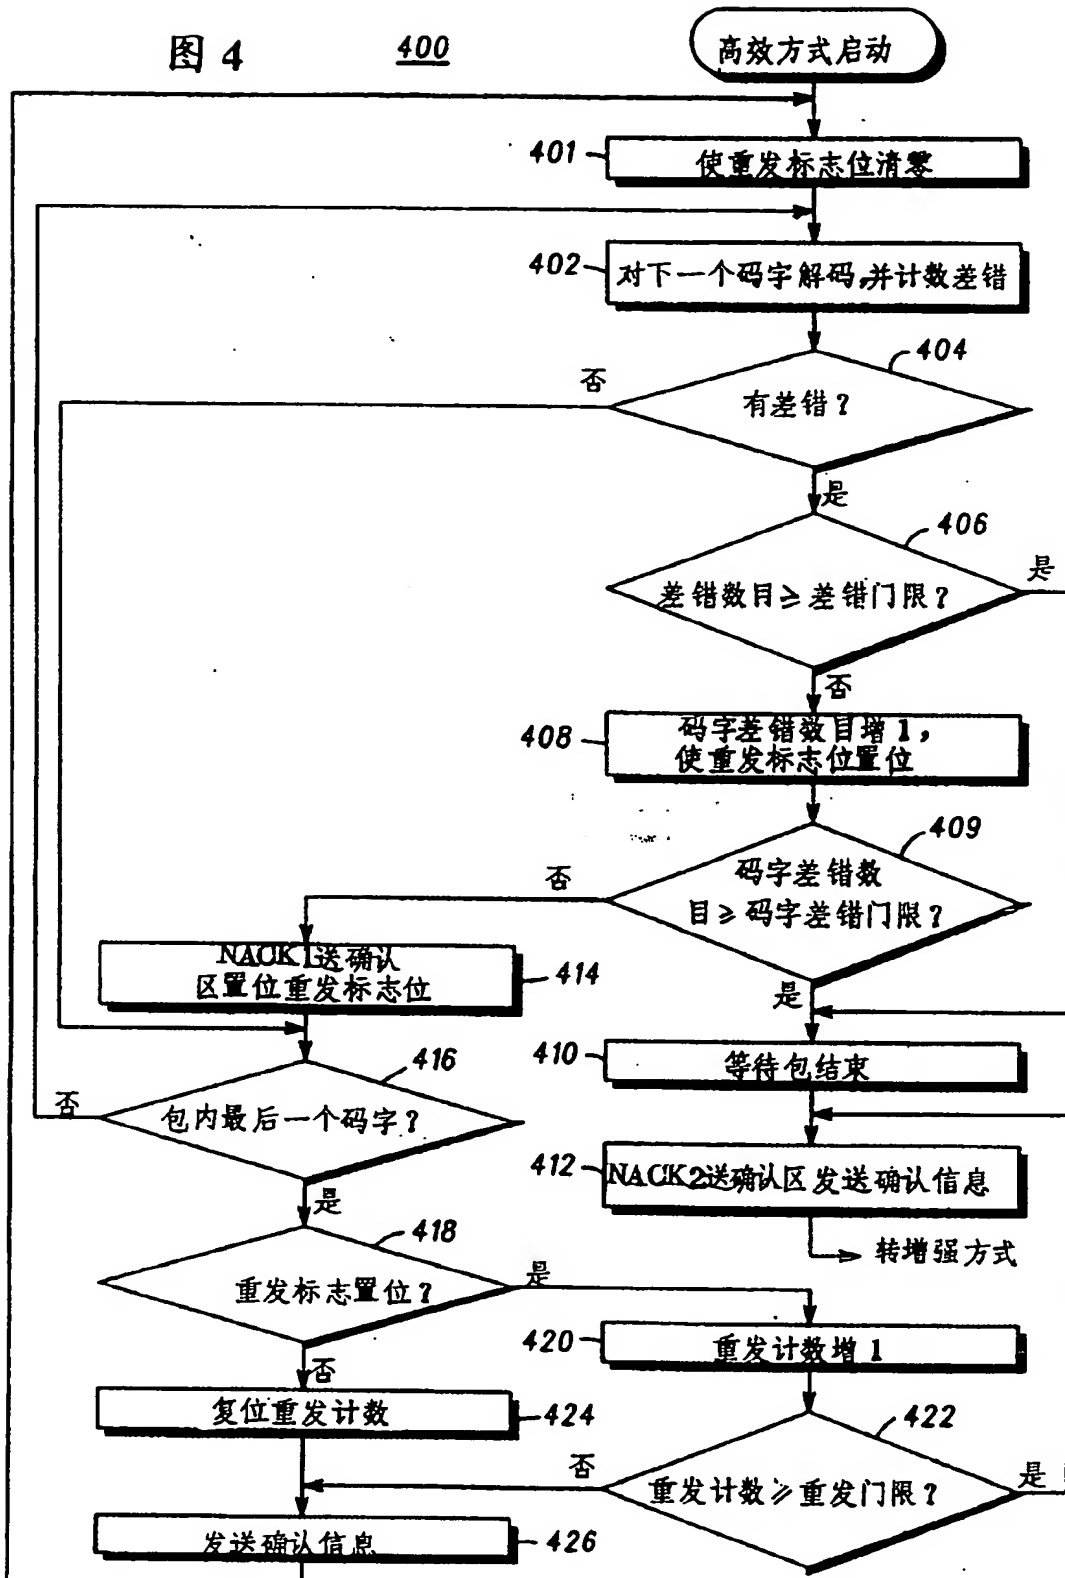 图 4
400
高效方式启动
401
使重发标志位清零
402
对下一个码字解码,并计数差错
404
否
有差错?
是
406
是
差错数目≥差错门限?
否
408
码字差错数目增 1,
使重发标志位置位
409
否
码字差错数
目≥码字差错门限?
NACK1送确认
区置位重发标志位
414
是
410
等待包结束
416
否
包内最后一个码字?
412
NACK2送确认区发送确认信息
是
418
转增强方式
重发标志置位?
是
420
重发计数增 1
否
复位重发计数
424
422
否
重发计数≥重发门限?
是
发送确认信息
426